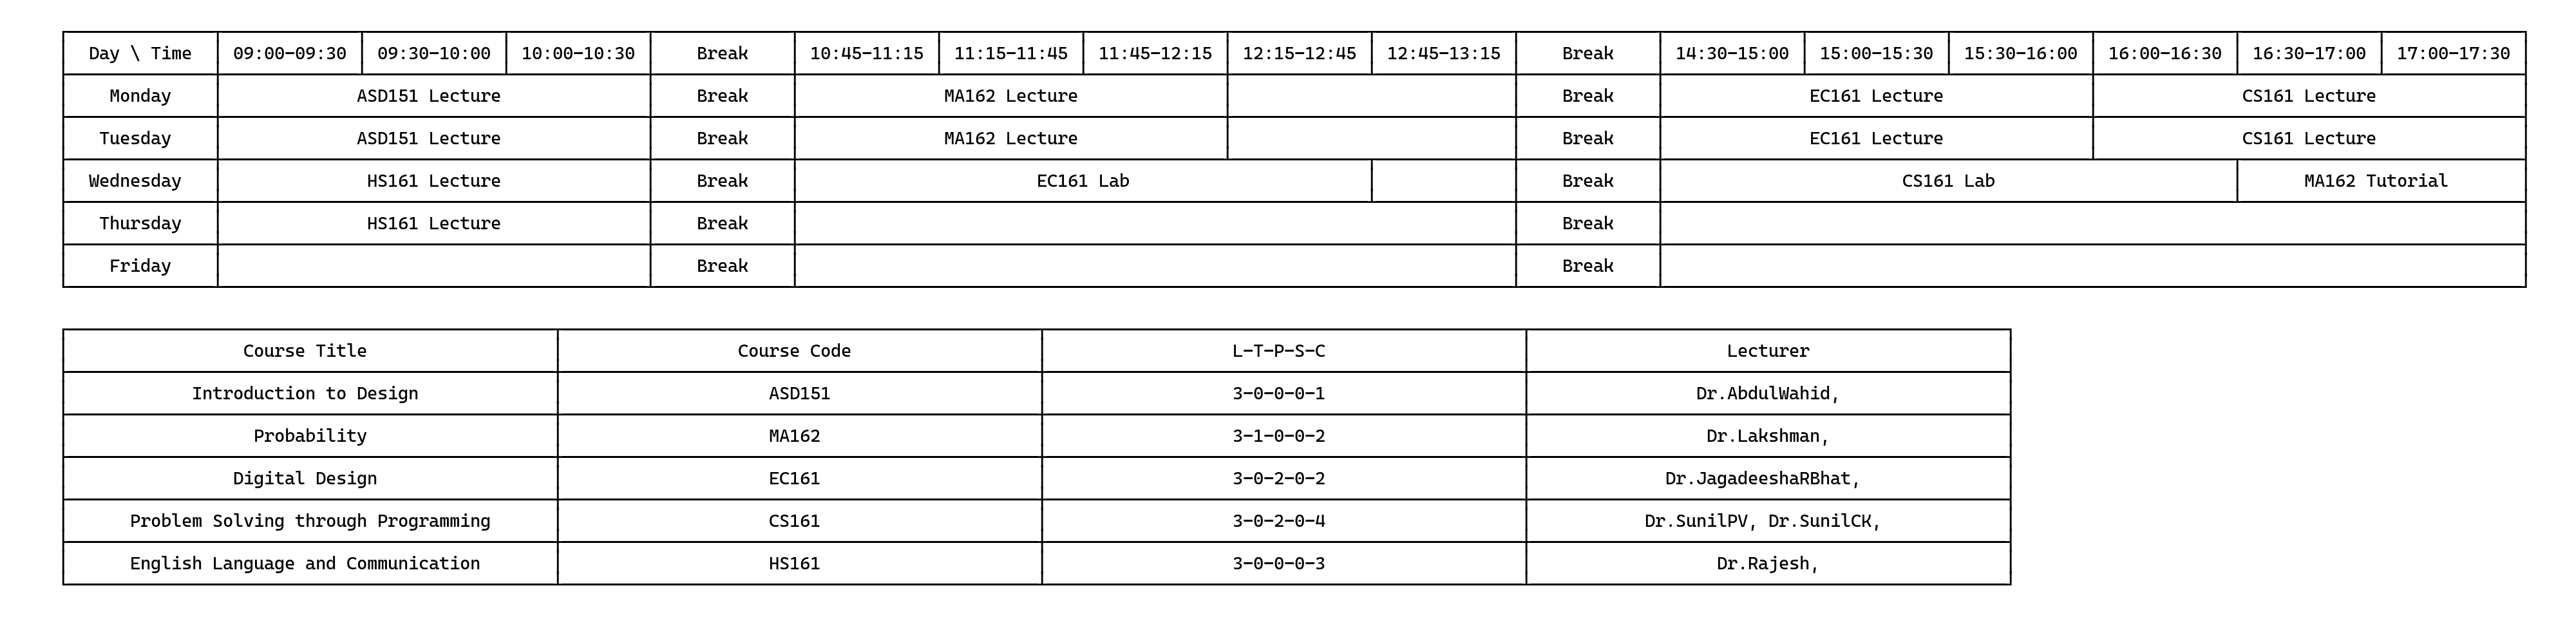 Day \ Time 09:00-09:30 09:30-10:00 10:00-10:30 Break 10:45-11:15 11:15-11:45 11:45-12:15 12:15-12:45 12:45-13:15 Break 14:30-15:00 15:00-15:30 15:30-16:00 16:00-16:30 16:30-17:00 17:00-17:30
Monday ASD151 Lecture Break MA162 Lecture Break EC161 Lecture CS161 Lecture
Tuesday ASD151 Lecture Break MA162 Lecture Break EC161 Lecture CS161 Lecture
Wednesday HS161 Lecture Break EC161 Lab Break CS161 Lab MA162 Tutorial
Thursday HS161 Lecture Break Break
Friday Break Break
Course Title Course Code L-T-P-S-C Lecturer
Introduction to Design ASD151 3-0-0-0-1 Dr.AbdulWahid,
Probability MA162 3-1-0-0-2 Dr.Lakshman,
Digital Design EC161 3-0-2-0-2 Dr.JagadeeshaRBhat,
Problem Solving through Programming CS161 3-0-2-0-4 Dr.SunilPV, Dr.SunilCK,
English Language and Communication HS161 3-0-0-0-3 Dr.Rajesh,